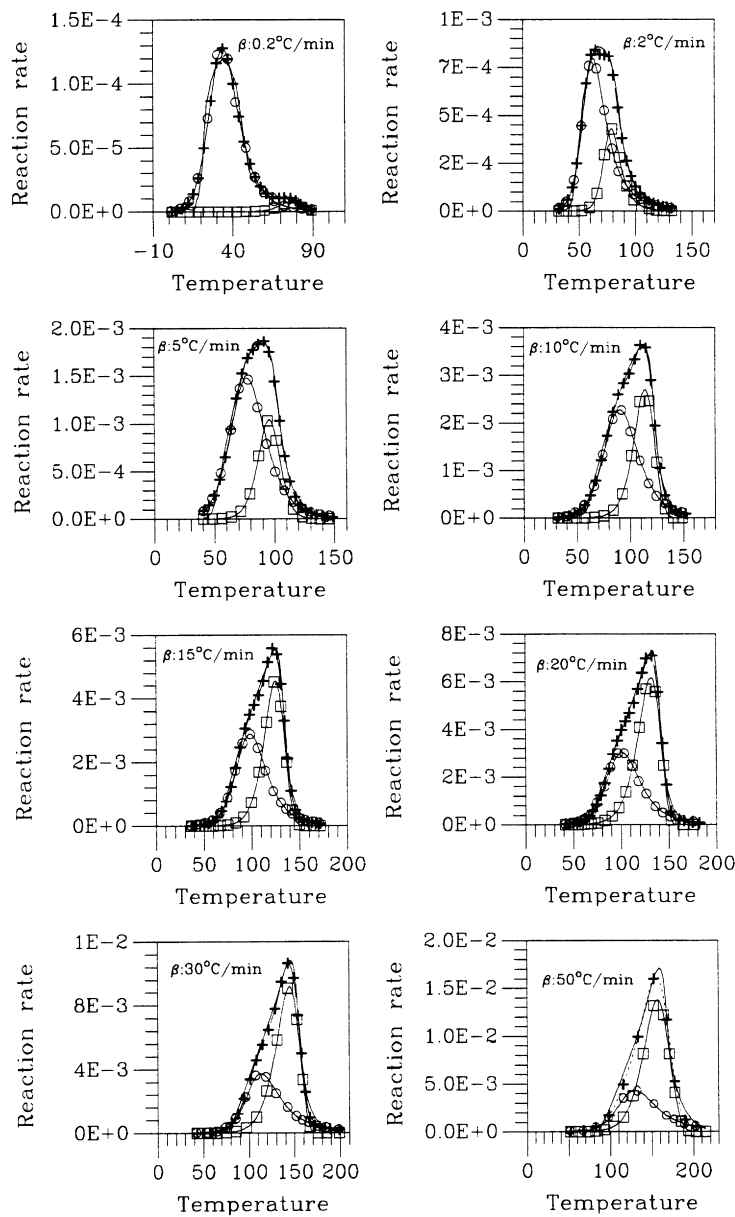 β:0.2°C/min
Reaction rate
1.5E-4
1.0E-4
5.0E-5
0.0E+0
-10 40 90
Temperature
β:2°C/min
Reaction rate
1E-3
7E-4
5E-4
2E-4
0E+0
0 50 100 150
Temperature
β:5°C/min
Reaction rate
2.0E-3
1.5E-3
1.0E-3
5.0E-4
0.0E+0
0 50 100 150
Temperature
β:10°C/min
Reaction rate
4E-3
3E-3
2E-3
1E-3
0E+0
0 50 100 150
Temperature
β:15°C/min
Reaction rate
6E-3
4E-3
2E-3
0E+0
0 50 100 150 200
Temperature
β:20°C/min
Reaction rate
8E-3
6E-3
4E-3
2E-3
0E+0
0 50 100 150 200
Temperature
β:30°C/min
Reaction rate
1E-2
8E-3
4E-3
0E+0
0 50 100 150 200
Temperature
β:50°C/min
Reaction rate
2.0E-2
1.5E-2
1.0E-2
5.0E-3
0.0E+0
0 100 200
Temperature